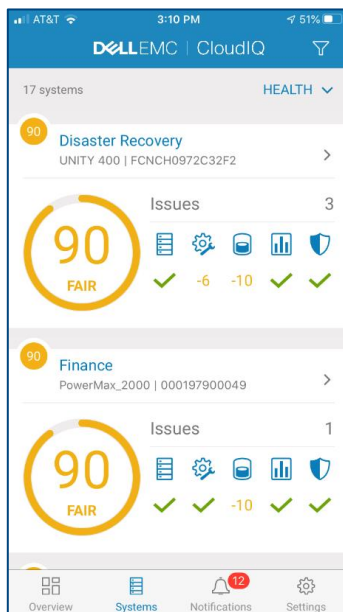 AT&T 3:10 PM 51%
DELLEMC | CloudIQ
17 systems HEALTH
90
Disaster Recovery
UNITY 400 | FCNCH0972C32F2
Issues 3
90
FAIR
-6 -10
90
Finance
PowerMax_2000 | 000197900049
Issues 1
90
FAIR
-10
12
Overview Systems Notifications Settings